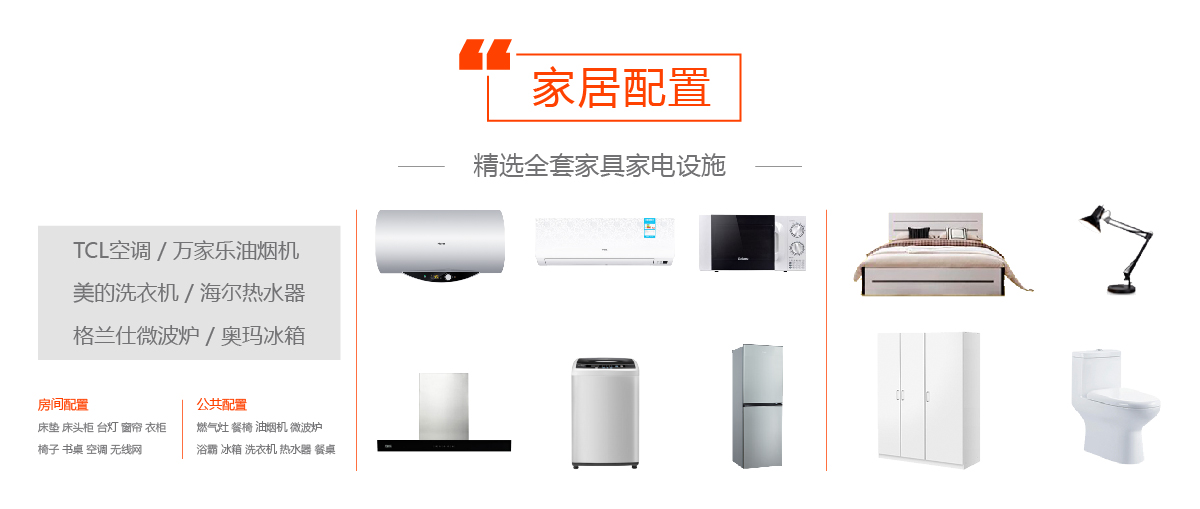 家居配置
精选全套家具家电设施
TCL空调 / 万家乐油烟机
美的洗衣机 / 海尔热水器
格兰仕微波炉 / 奥玛冰箱
房间配置
床垫 床头柜 台灯 窗帘 衣柜
椅子 书桌 空调 无线网
公共配置
燃气灶 餐椅 油烟机 微波炉
浴霸 冰箱 洗衣机 热水器 餐桌